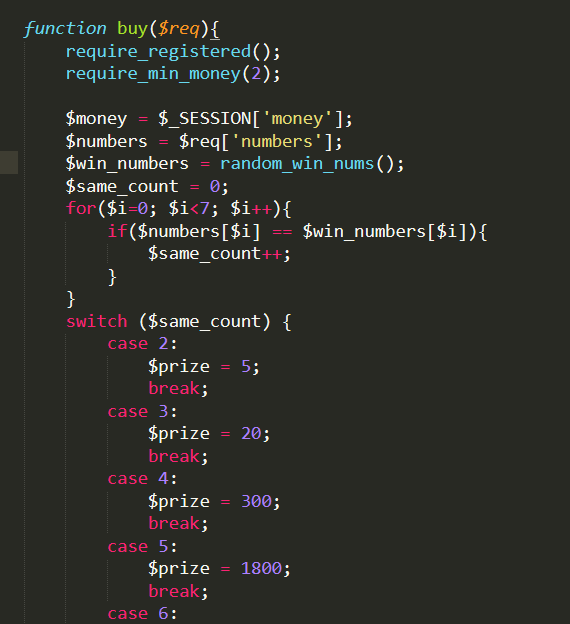 function buy($req){
    require_registered();
    require_min_money(2);

    $money = $_SESSION['money'];
    $numbers = $req['numbers'];
    $win_numbers = random_win_nums();
    $same_count = 0;
    for($i=0; $i<7; $i++){
        if($numbers[$i] == $win_numbers[$i]){
            $same_count++;
        }
    }
    switch ($same_count) {
        case 2:
            $prize = 5;
            break;
        case 3:
            $prize = 20;
            break;
        case 4:
            $prize = 300;
            break;
        case 5:
            $prize = 1800;
            break;
        case 6: